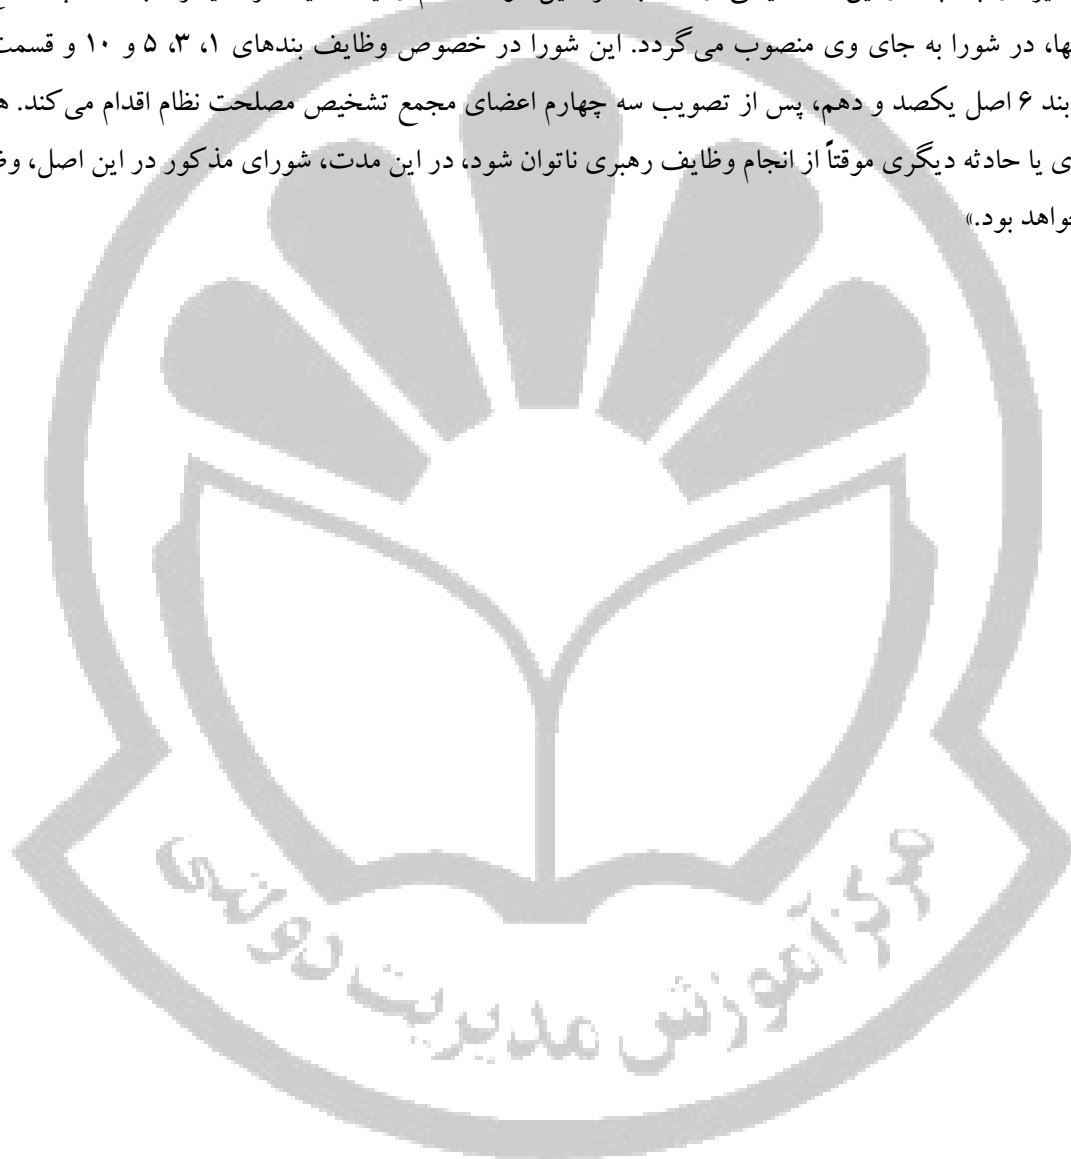 ها، در شورا به جای وی منصوب می‌گردد. این شورا در خصوص وظایف بندهای ۱، ۳، ۵ و ۱۰ و
بند ۶ اصل یکصد و دهم، پس از تصویب سه چهارم اعضای مجمع تشخیص مصلحت نظام اقدام می‌کند.
یا حادثه دیگری موقتاً از انجام وظایف رهبری ناتوان شود، در این مدت، شورای مذکور در این اصل،
بود.»
مرکز آموزش مدیریت دولتی